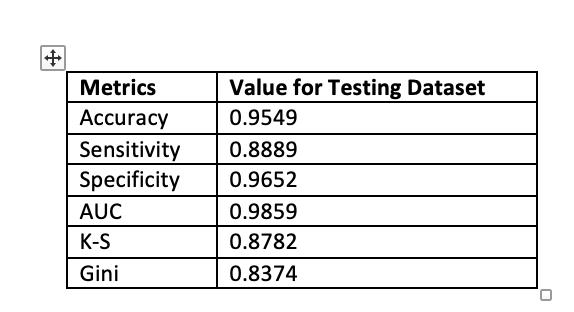 Metrics Value for Testing Dataset
Accuracy 0.9549
Sensitivity 0.8889
Specificity 0.9652
AUC 0.9859
K-S 0.8782
Gini 0.8374